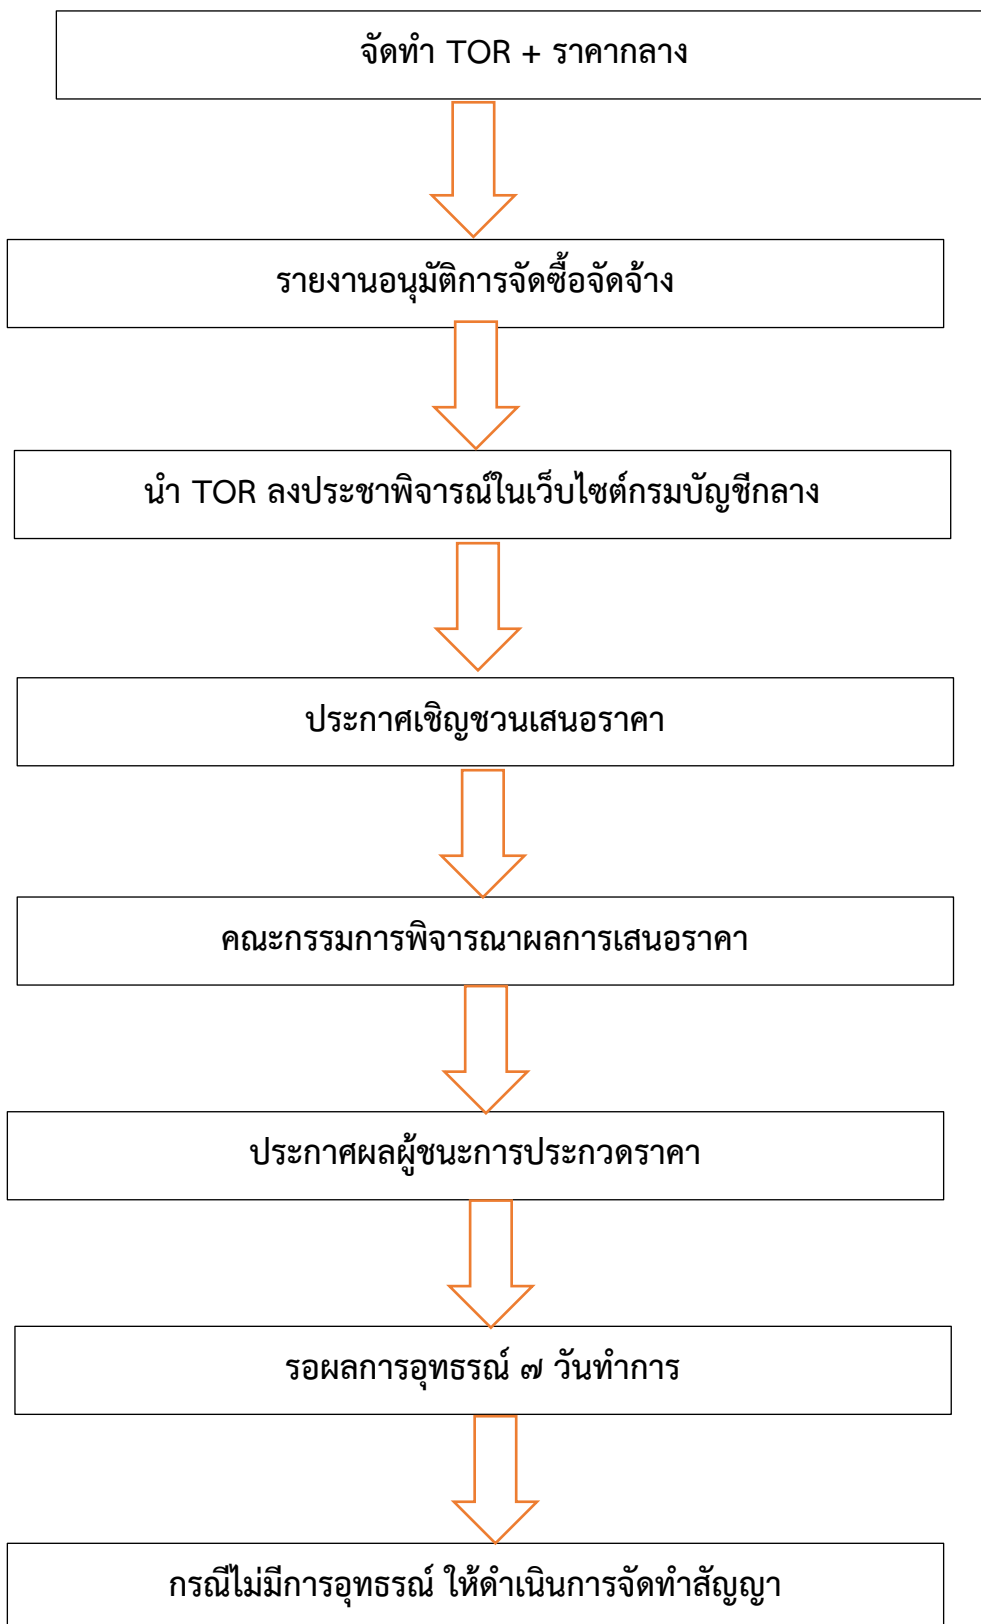 จัดทำ TOR + ราคากลาง
รายงานอนุมัติการจัดซื้อจัดจ้าง
นำ TOR ลงประชาพิจารณ์ในเว็บไซต์กรมบัญชีกลาง
ประกาศเชิญชวนเสนอราคา
คณะกรรมการพิจารณาผลการเสนอราคา
ประกาศผลผู้ชนะการประกวดราคา
รอผลการอุทธรณ์ ๗ วันทำการ
กรณีไม่มีการอุทธรณ์ ให้ดำเนินการจัดทำสัญญา